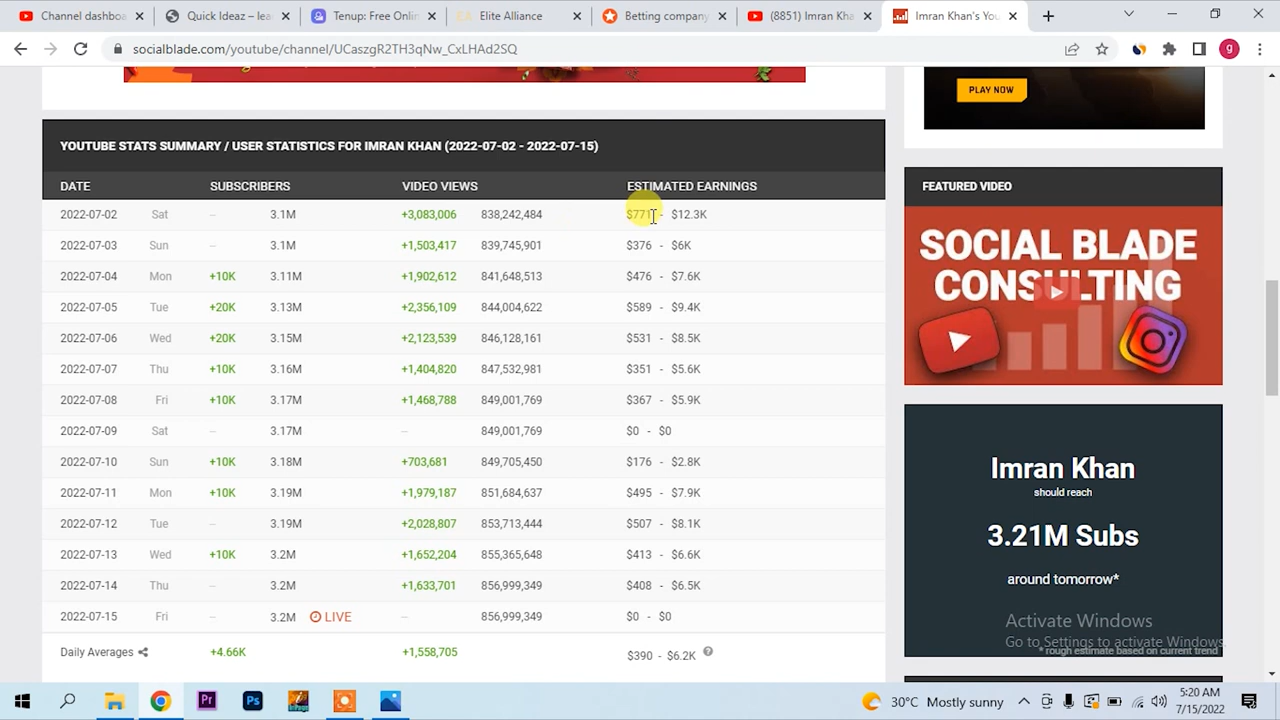 Channel dashbo
Click Ideaz – lea
Tonup: Free Onli
Elite Alliance
Betting company
(8851) Imran Kh
Imran Khan's You
socialblade.com/youtube/channel/UCaszgR2TH3qNw_CxLHAd2SQ
g
PLAY NOW
YOUTUBE STATS SUMMARY / USER STATISTICS FOR IMRAN KHAN (2022-07-02 - 2022-07-15)
DATE SUBSCRIBERS VIDEO VIEWS ESTIMATED EARNINGS
2022-07-02 Sat – 3.1M +3,083,006 838,242,484 $771 - $12.3K
2022-07-03 Sun – 3.1M +1,503,417 839,745,901 $376 - $6K
2022-07-04 Mon +10K 3.11M +1,902,612 841,648,513 $476 - $7.6K
2022-07-05 Tue +20K 3.13M +2,356,109 844,004,622 $589 - $9.4K
2022-07-06 Wed +20K 3.15M +2,123,539 846,128,161 $531 - $8.5K
2022-07-07 Thu +10K 3.16M +1,404,820 847,532,981 $351 - $5.6K
2022-07-08 Fri +10K 3.17M +1,468,788 849,001,769 $367 - $5.9K
2022-07-09 Sat – 3.17M – 849,001,769 $0 - $0
2022-07-10 Sun +10K 3.18M +703,681 849,705,450 $176 - $2.8K
2022-07-11 Mon +10K 3.19M +1,979,187 851,684,637 $495 - $7.9K
2022-07-12 Tue – 3.19M +2,028,807 853,713,444 $507 - $8.1K
2022-07-13 Wed +10K 3.2M +1,652,204 855,365,648 $413 - $6.6K
2022-07-14 Thu – 3.2M +1,633,701 856,999,349 $408 - $6.5K
2022-07-15 Fri – 3.2M LIVE – 856,999,349 $0 - $0
Daily Averages +4.66K +1,558,705 $390 - $6.2K
FEATURED VIDEO
SOCIAL BLADE
CONSULTING
Imran Khan
should reach
3.21M Subs
around tomorrow*
Activate Windows
Go to Settings to activate Windows.
* rough estimate based on current trend
Pr
Ps
30°C Mostly sunny
5:20 AM
7/15/2022